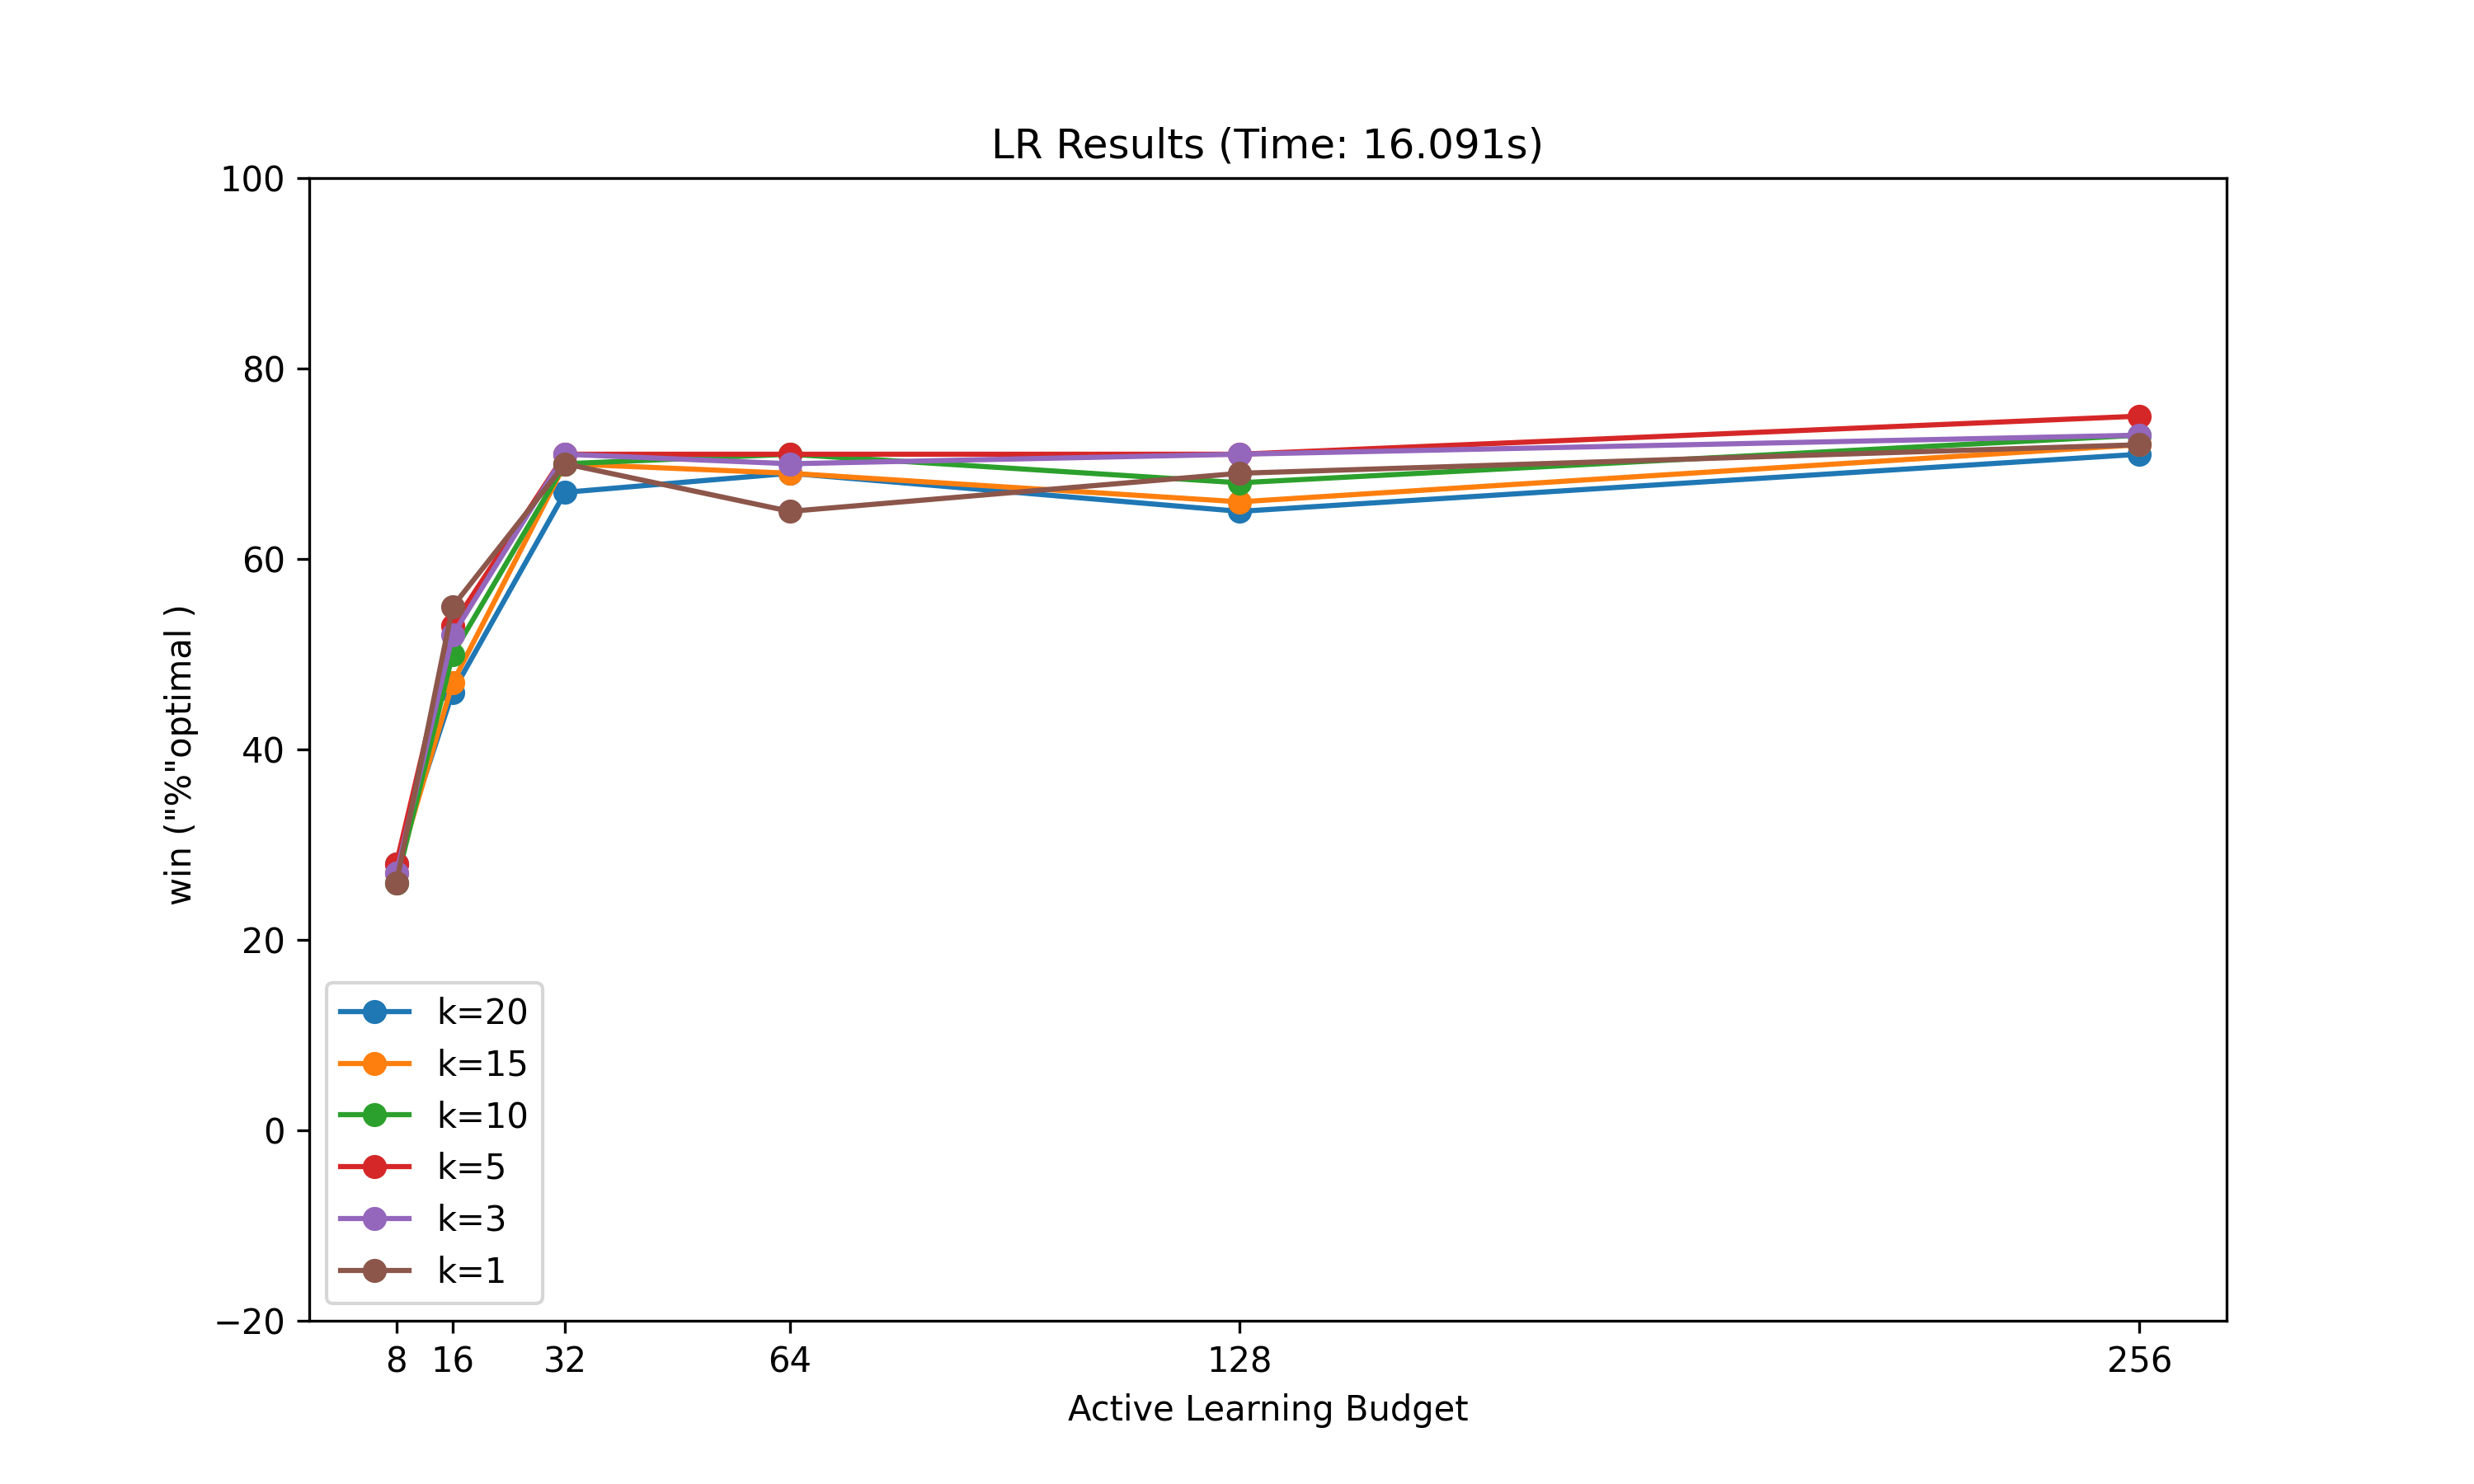 LR Results (Time: 16.091s)
100
80
60
40
20
0
−20
win ("%"optimal )
k=20
k=15
k=10
k=5
k=3
k=1
8 16 32 64 128 256
Active Learning Budget